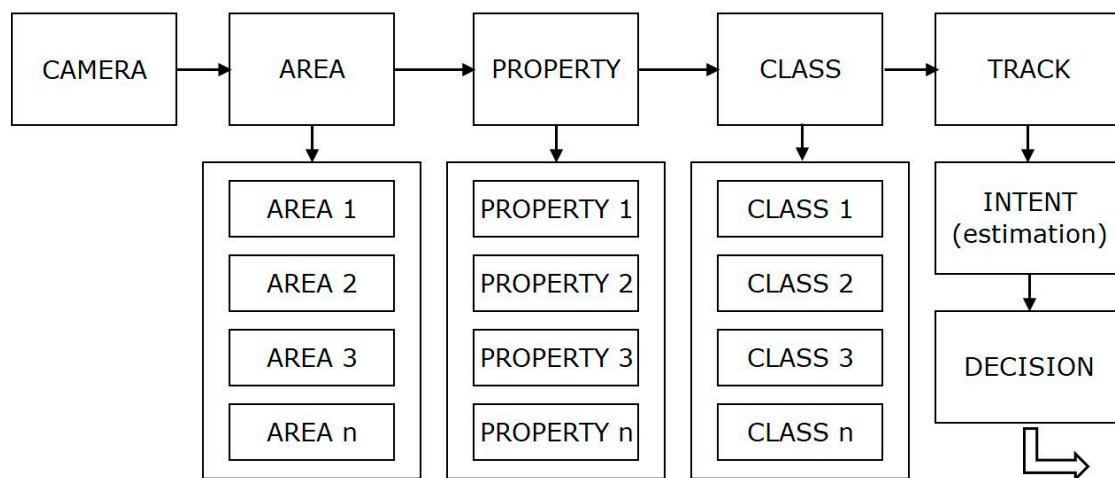 CAMERA
AREA
PROPERTY
CLASS
TRACK
AREA 1
AREA 2
AREA 3
AREA n
PROPERTY 1
PROPERTY 2
PROPERTY 3
PROPERTY n
CLASS 1
CLASS 2
CLASS 3
CLASS n
INTENT
(estimation)
DECISION